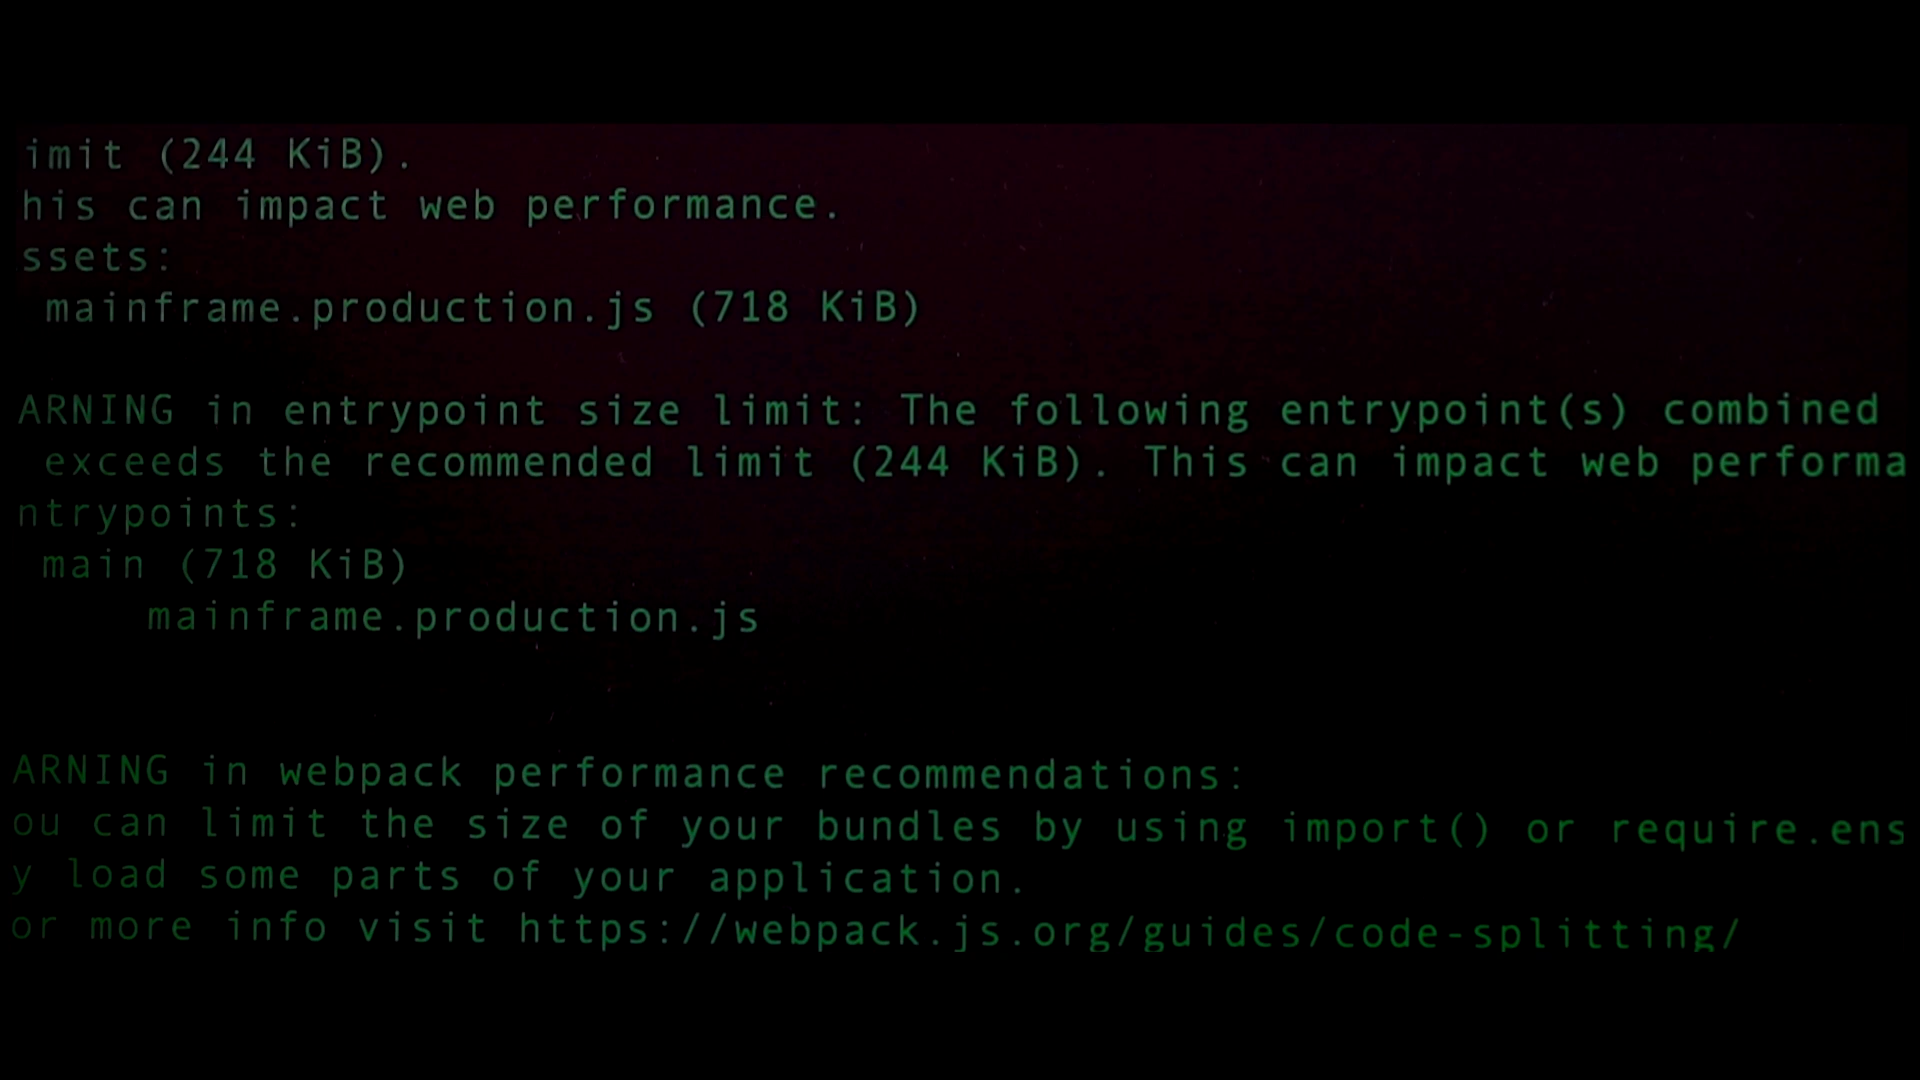 imit (244 KiB).
his can impact web performance.
ssets:
mainframe.production.js (718 KiB)
ARNING in entrypoint size limit: The following entrypoint(s) combined
exceeds the recommended limit (244 KiB). This can impact web performa
ntrypoints:
main (718 KiB)
mainframe.production.js
ARNING in webpack performance recommendations:
ou can limit the size of your bundles by using import() or require.ens
y load some parts of your application.
or more info visit https://webpack.js.org/guides/code-splitting/